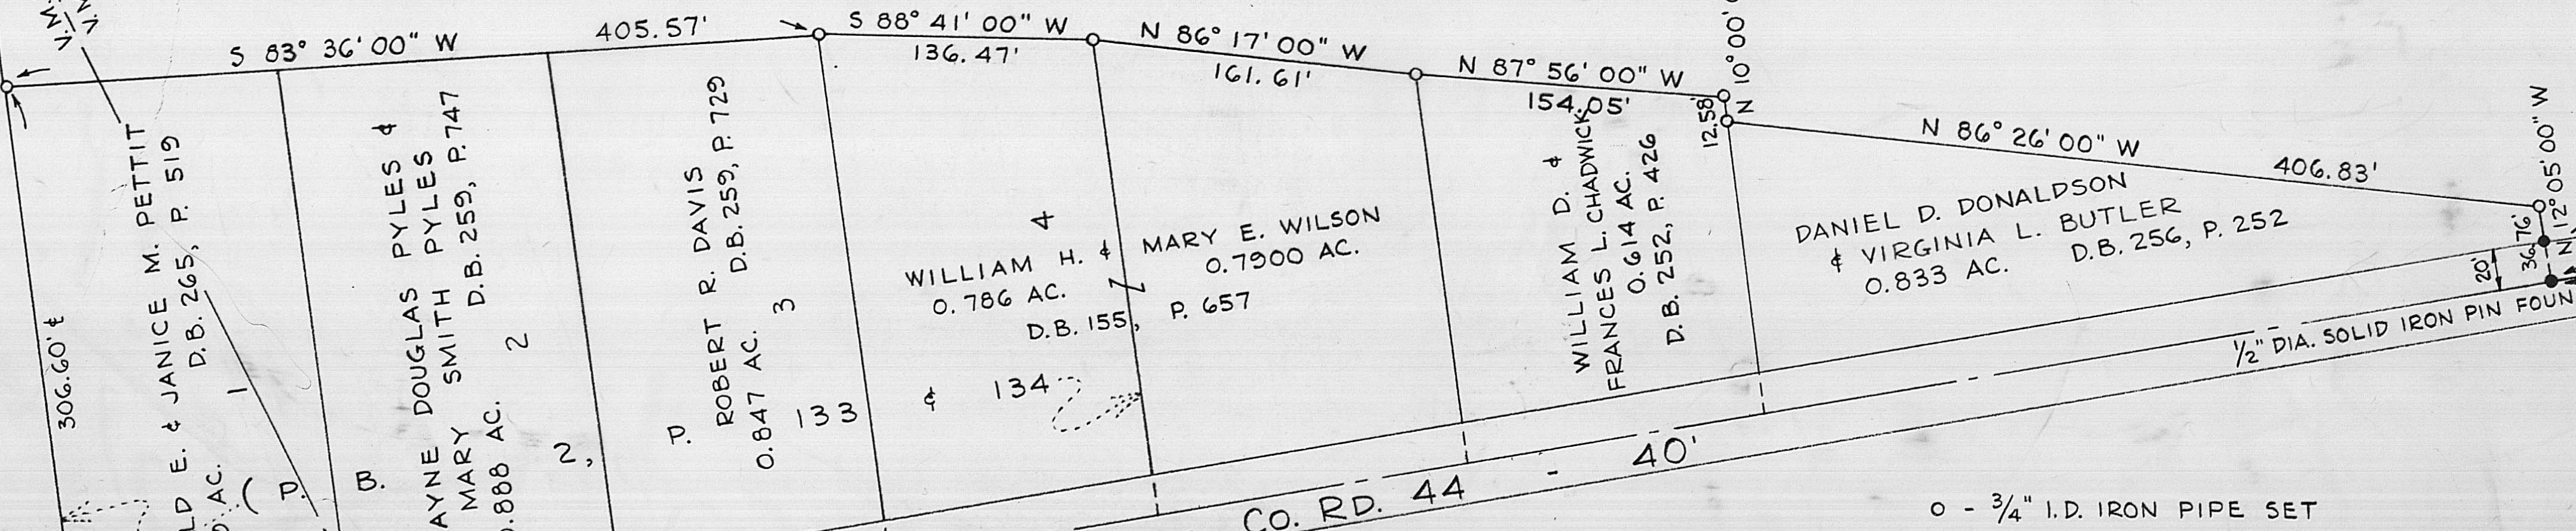 S 83° 36' 00" W
405.57'
S 88° 41' 00" W
136.47'
N 86° 17' 00" W
161.61'
N 87° 56' 00" W
154.05'
N 10° 00'
12.58'
N 86° 26' 00" W
406.83'
N 12° 05' 00" W
36.76'
20'
306.60' ±
LD E. & JANICE M. PETTIT
D.B. 265, P. 519
AC.
1
AYNE DOUGLAS PYLES &
MARY SMITH PYLES
.888 AC.
D.B. 259, P. 747
2
ROBERT R. DAVIS
D.B. 259, P. 729
0.847 AC.
3
4
WILLIAM H. & MARY E. WILSON
0.786 AC.
0.7900 AC.
D.B. 155, P. 657
WILLIAM D. &
FRANCES L. CHADWICK
0.614 AC.
D.B. 252, P. 426
DANIEL D. DONALDSON
& VIRGINIA L. BUTLER
0.833 AC. D.B. 256, P. 252
(P. B. 2, P. 133 & 134
1/2" DIA. SOLID IRON PIN FOUN
CO. RD. 44 - 40'
O - 3/4" I.D. IRON PIPE SET